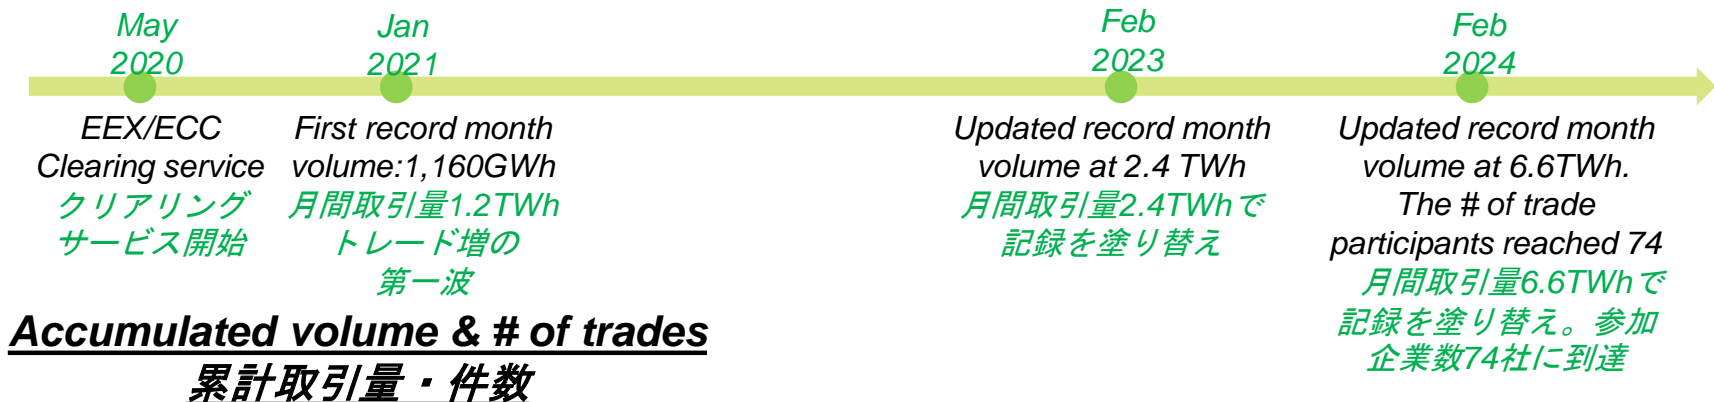 May
2020
EEX/ECC
Clearing service
クリアリング
サービス開始
Jan
2021
First record month
volume:1,160GWh
月間取引量1.2TWh
トレード増の
第一波
Feb
2023
Updated record month
volume at 2.4 TWh
月間取引量2.4TWhで
記録を塗り替え
Feb
2024
Updated record month
volume at 6.6TWh.
The # of trade
participants reached 74
月間取引量6.6TWhで
記録を塗り替え。参加
企業数74社に到達
Accumulated volume & # of trades
累計取引量・件数